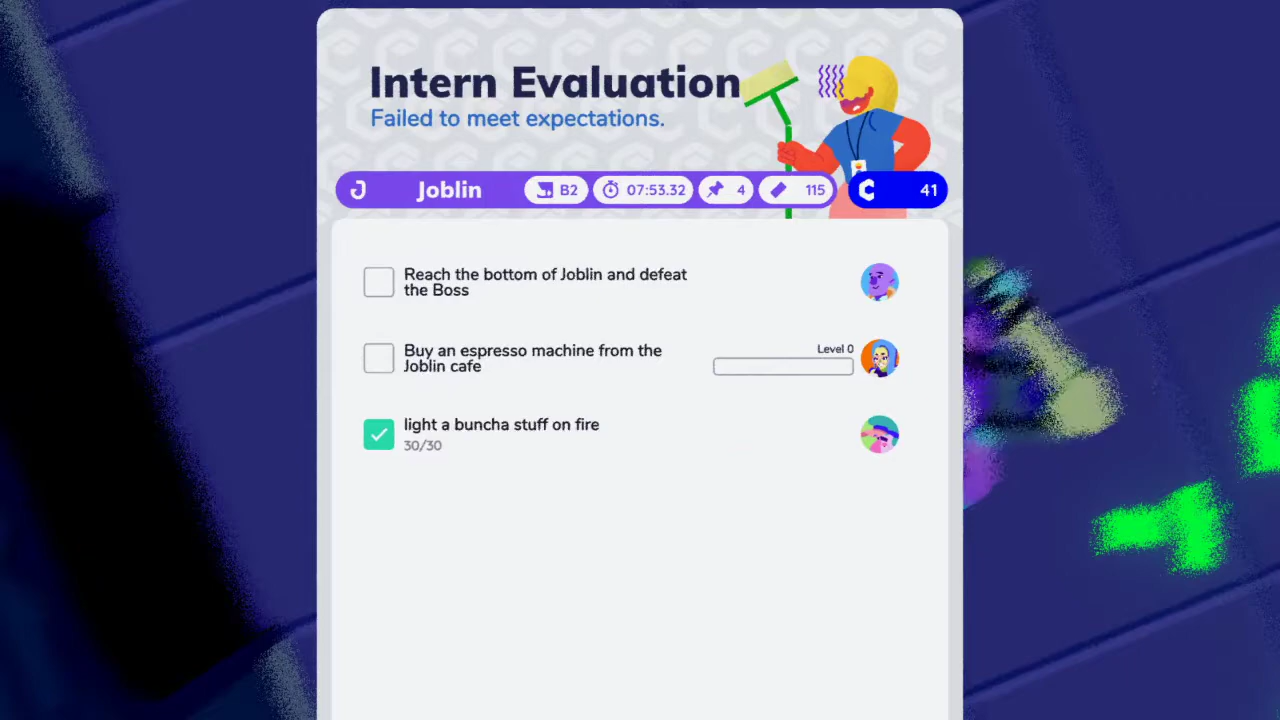 Intern Evaluation
Failed to meet expectations.
Joblin B2 07:53.32 4 115 41
Reach the bottom of Joblin and defeat
the Boss
Buy an espresso machine from the
Joblin cafe
Level 0
light a buncha stuff on fire
30/30